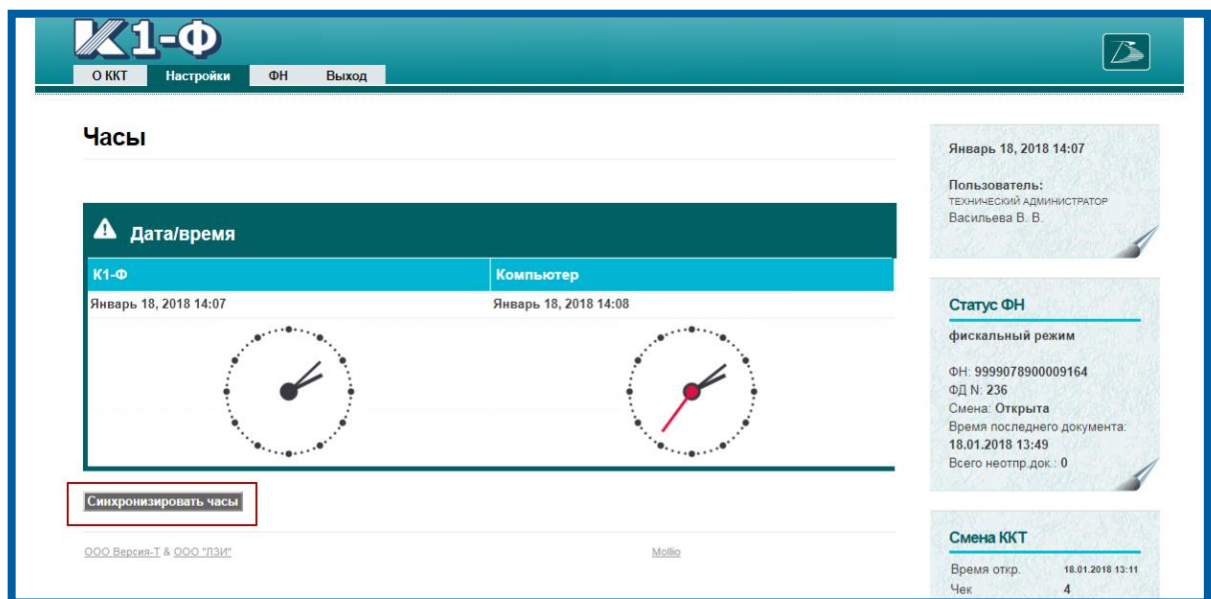 К1-Ф
О ККТ Настройки ФН Выход
Часы
Дата/время
К1-Ф Компьютер
Январь 18, 2018 14:07 Январь 18, 2018 14:08
Синхронизировать часы
ООО Версия-Т & ООО "ЛЗИ" Mollio
Январь 18, 2018 14:07
Пользователь:
ТЕХНИЧЕСКИЙ АДМИНИСТРАТОР
Васильева В. В.
Статус ФН
фискальный режим
ФН: 9999078900009164
ФД N: 236
Смена: Открыта
Время последнего документа:
18.01.2018 13:49
Всего неотпр.док.: 0
Смена ККТ
Время откр. 18.01.2018 13:11
Чек 4